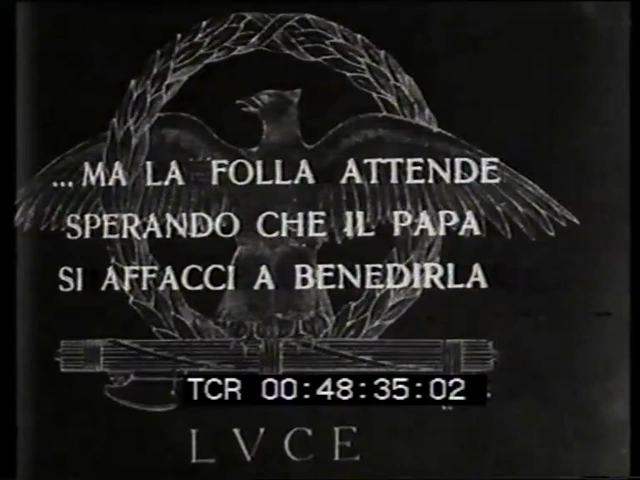 ...MA LA FOLLA ATTENDE
SPERANDO CHE IL PAPA
SI AFFACCI A BENEDIRLA
TCR 00:48:35:02
LVCE